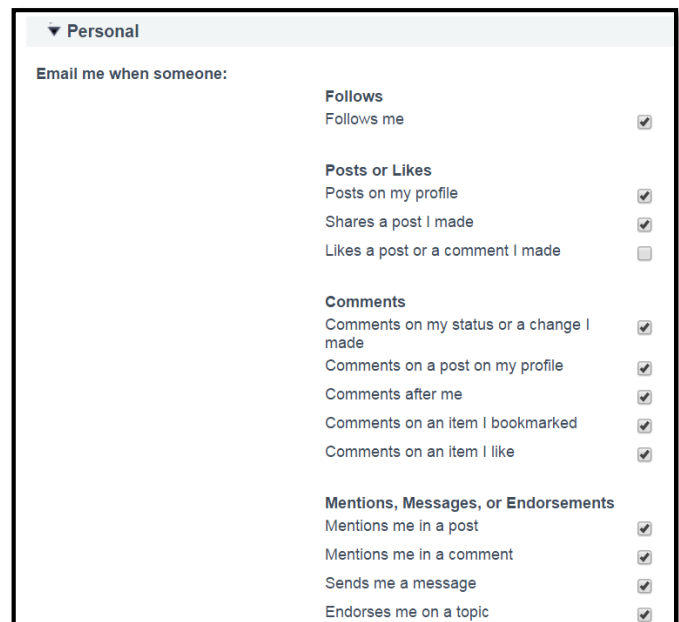 Personal
Email me when someone:
Follows
Follows me
Posts or Likes
Posts on my profile
Shares a post I made
Likes a post or a comment I made
Comments
Comments on my status or a change I
made
Comments on a post on my profile
Comments after me
Comments on an item I bookmarked
Comments on an item I like
Mentions, Messages, or Endorsements
Mentions me in a post
Mentions me in a comment
Sends me a message
Endorses me on a topic